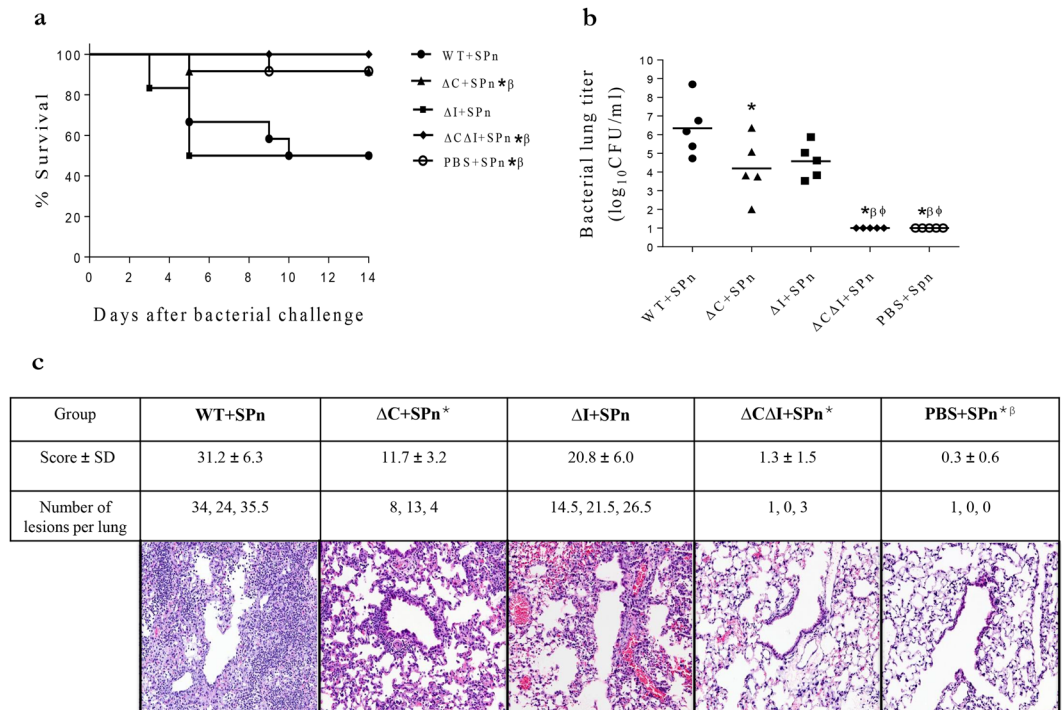 a
100
80
60
40
20
0
% Survival
0 2 4 6 8 10 12 14
Days after bacterial challenge
WT+SPn
ΔC+SPn*β
ΔI+SPn
ΔCΔI+SPn*β
PBS+SPn*β
b
10
9
8
7
6
5
4
3
2
1
0
Bacterial lung titer
(log10CFU/ml)
*
*βϕ
*βϕ
WT+SPn
ΔC+SPn
ΔI+SPn
ΔCΔI+SPn
PBS+Spn
c
Group WT+SPn ΔC+SPn* ΔI+SPn ΔCΔI+SPn* PBS+SPn*β
Score ± SD 31.2 ± 6.3 11.7 ± 3.2 20.8 ± 6.0 1.3 ± 1.5 0.3 ± 0.6
Number of
lesions per lung 34, 24, 35.5 8, 13, 4 14.5, 21.5, 26.5 1, 0, 3 1, 0, 0